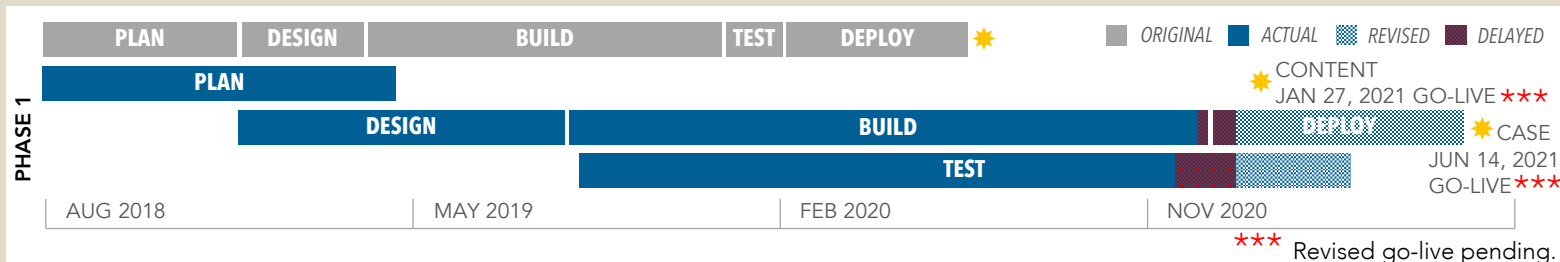 PLAN DESIGN BUILD TEST DEPLOY
ORIGINAL ACTUAL REVISED DELAYED
PHASE 1
PLAN
CONTENT
JAN 27, 2021 GO-LIVE ***
DESIGN BUILD DEPLOY
CASE
JUN 14, 2021
GO-LIVE ***
TEST
AUG 2018 MAY 2019 FEB 2020 NOV 2020
*** Revised go-live pending.